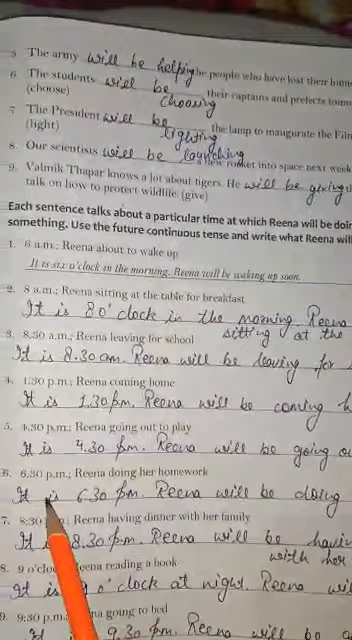 5 The army will be helping he people who have lost their hom
6. The students will be choosing their captains and prefects tomo
(choose)
7 The President will be lighting the lamp to inaugurate the Film
(light)
8. Our scientists will be launching a new rocket into space next week
9. Valmik Thapar knows a lot about tigers. He will be giving
talk on how to protect wildlife. (give)
Each sentence talks about a particular time at which Reena will be doi
something. Use the future continuous tense and write what Reena wil
1. 6 a.m.; Reena about to wake up
It is six o'clock in the morning. Reena will be waking up soon.
2. 8 a.m.; Reena sitting at the table for breakfast
It is 8 o'clock in the morning. Reena
sitting at the
3. 8.30 a.m.; Reena leaving for school
It is 8.30 am. Reena will be leaving for
4. 1:30 p.m.; Reena coming home
It is 1.30 pm. Reena will be coming h
5. 4.30 p.m.; Reena going out to play
It is 4.30 pm. Reena will be going ou
6. 6.30 p.m.; Reena doing her homework
It is 6.30 pm. Reena will be doing
7. 8:30 Reena having dinner with her family
It is 8.30 pm. Reena will be havin
with her
8. 9 o'clo Reena reading a book
It is 9 o'clock at night. Reena wil
9. 9:30 p.m. na going to bed
9.30 pm. Reena will be